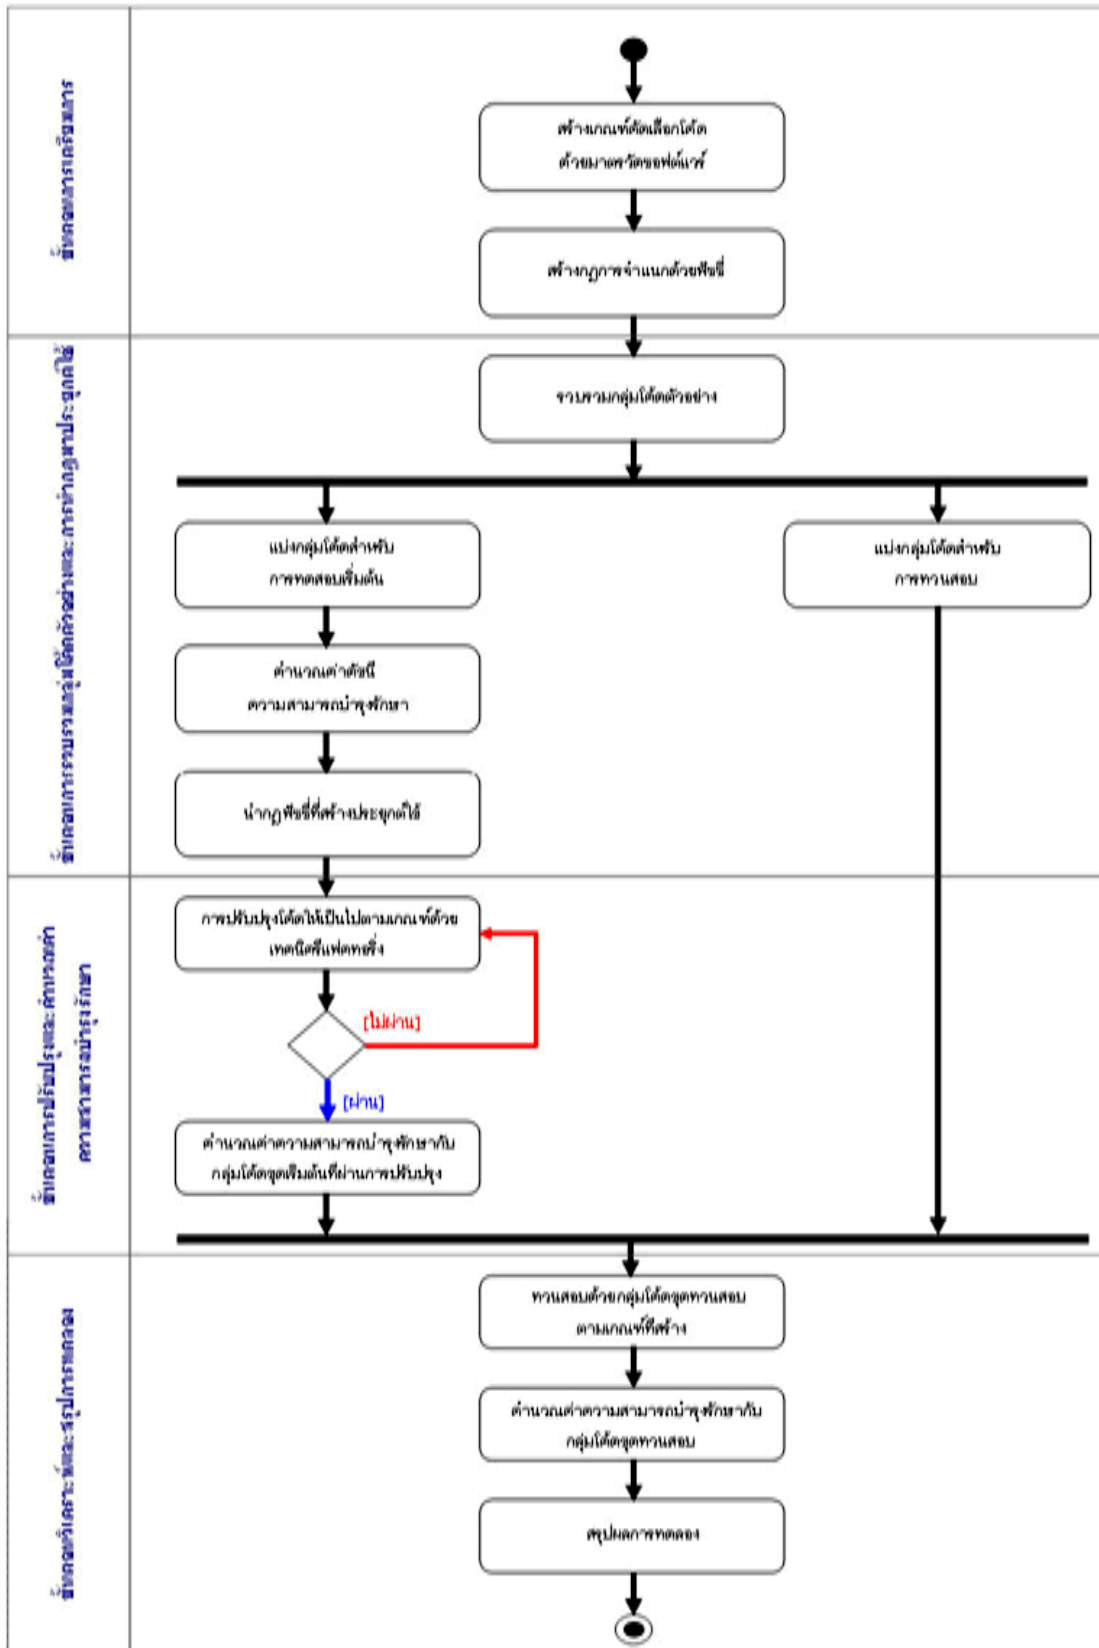 ขั้นตอนการเตรียมการ
สร้างเกณฑ์คัดเลือกโค้ด
ด้วยมาตรวัดซอฟต์แวร์
สร้างกฎการจำแนกด้วยฟัซซี่
ขั้นตอนการรวบรวมกลุ่มโค้ดตัวอย่างและการนำกฎมาประยุกต์ใช้
รวบรวมกลุ่มโค้ดตัวอย่าง
แบ่งกลุ่มโค้ดสำหรับ
การทดสอบเริ่มต้น
แบ่งกลุ่มโค้ดสำหรับ
การทวนสอบ
คำนวณค่าดัชนี
ความสามารถบำรุงรักษา
นำกฎฟัซซี่ที่สร้างประยุกต์ใช้
ขั้นตอนการปรับปรุงและคำนวณค่า
ความสามารถบำรุงรักษา
การปรับปรุงโค้ดให้เป็นไปตามเกณฑ์ด้วย
เทคนิครีแฟคทอริ่ง
[ไม่ผ่าน]
[ผ่าน]
คำนวณค่าความสามารถบำรุงรักษากับ
กลุ่มโค้ดชุดเริ่มต้นที่ผ่านการปรับปรุง
ขั้นตอนวิเคราะห์และสรุปการทดลอง
ทวนสอบด้วยกลุ่มโค้ดชุดทวนสอบ
ตามเกณฑ์ที่สร้าง
คำนวณค่าความสามารถบำรุงรักษากับ
กลุ่มโค้ดชุดทวนสอบ
สรุปผลการทดลอง